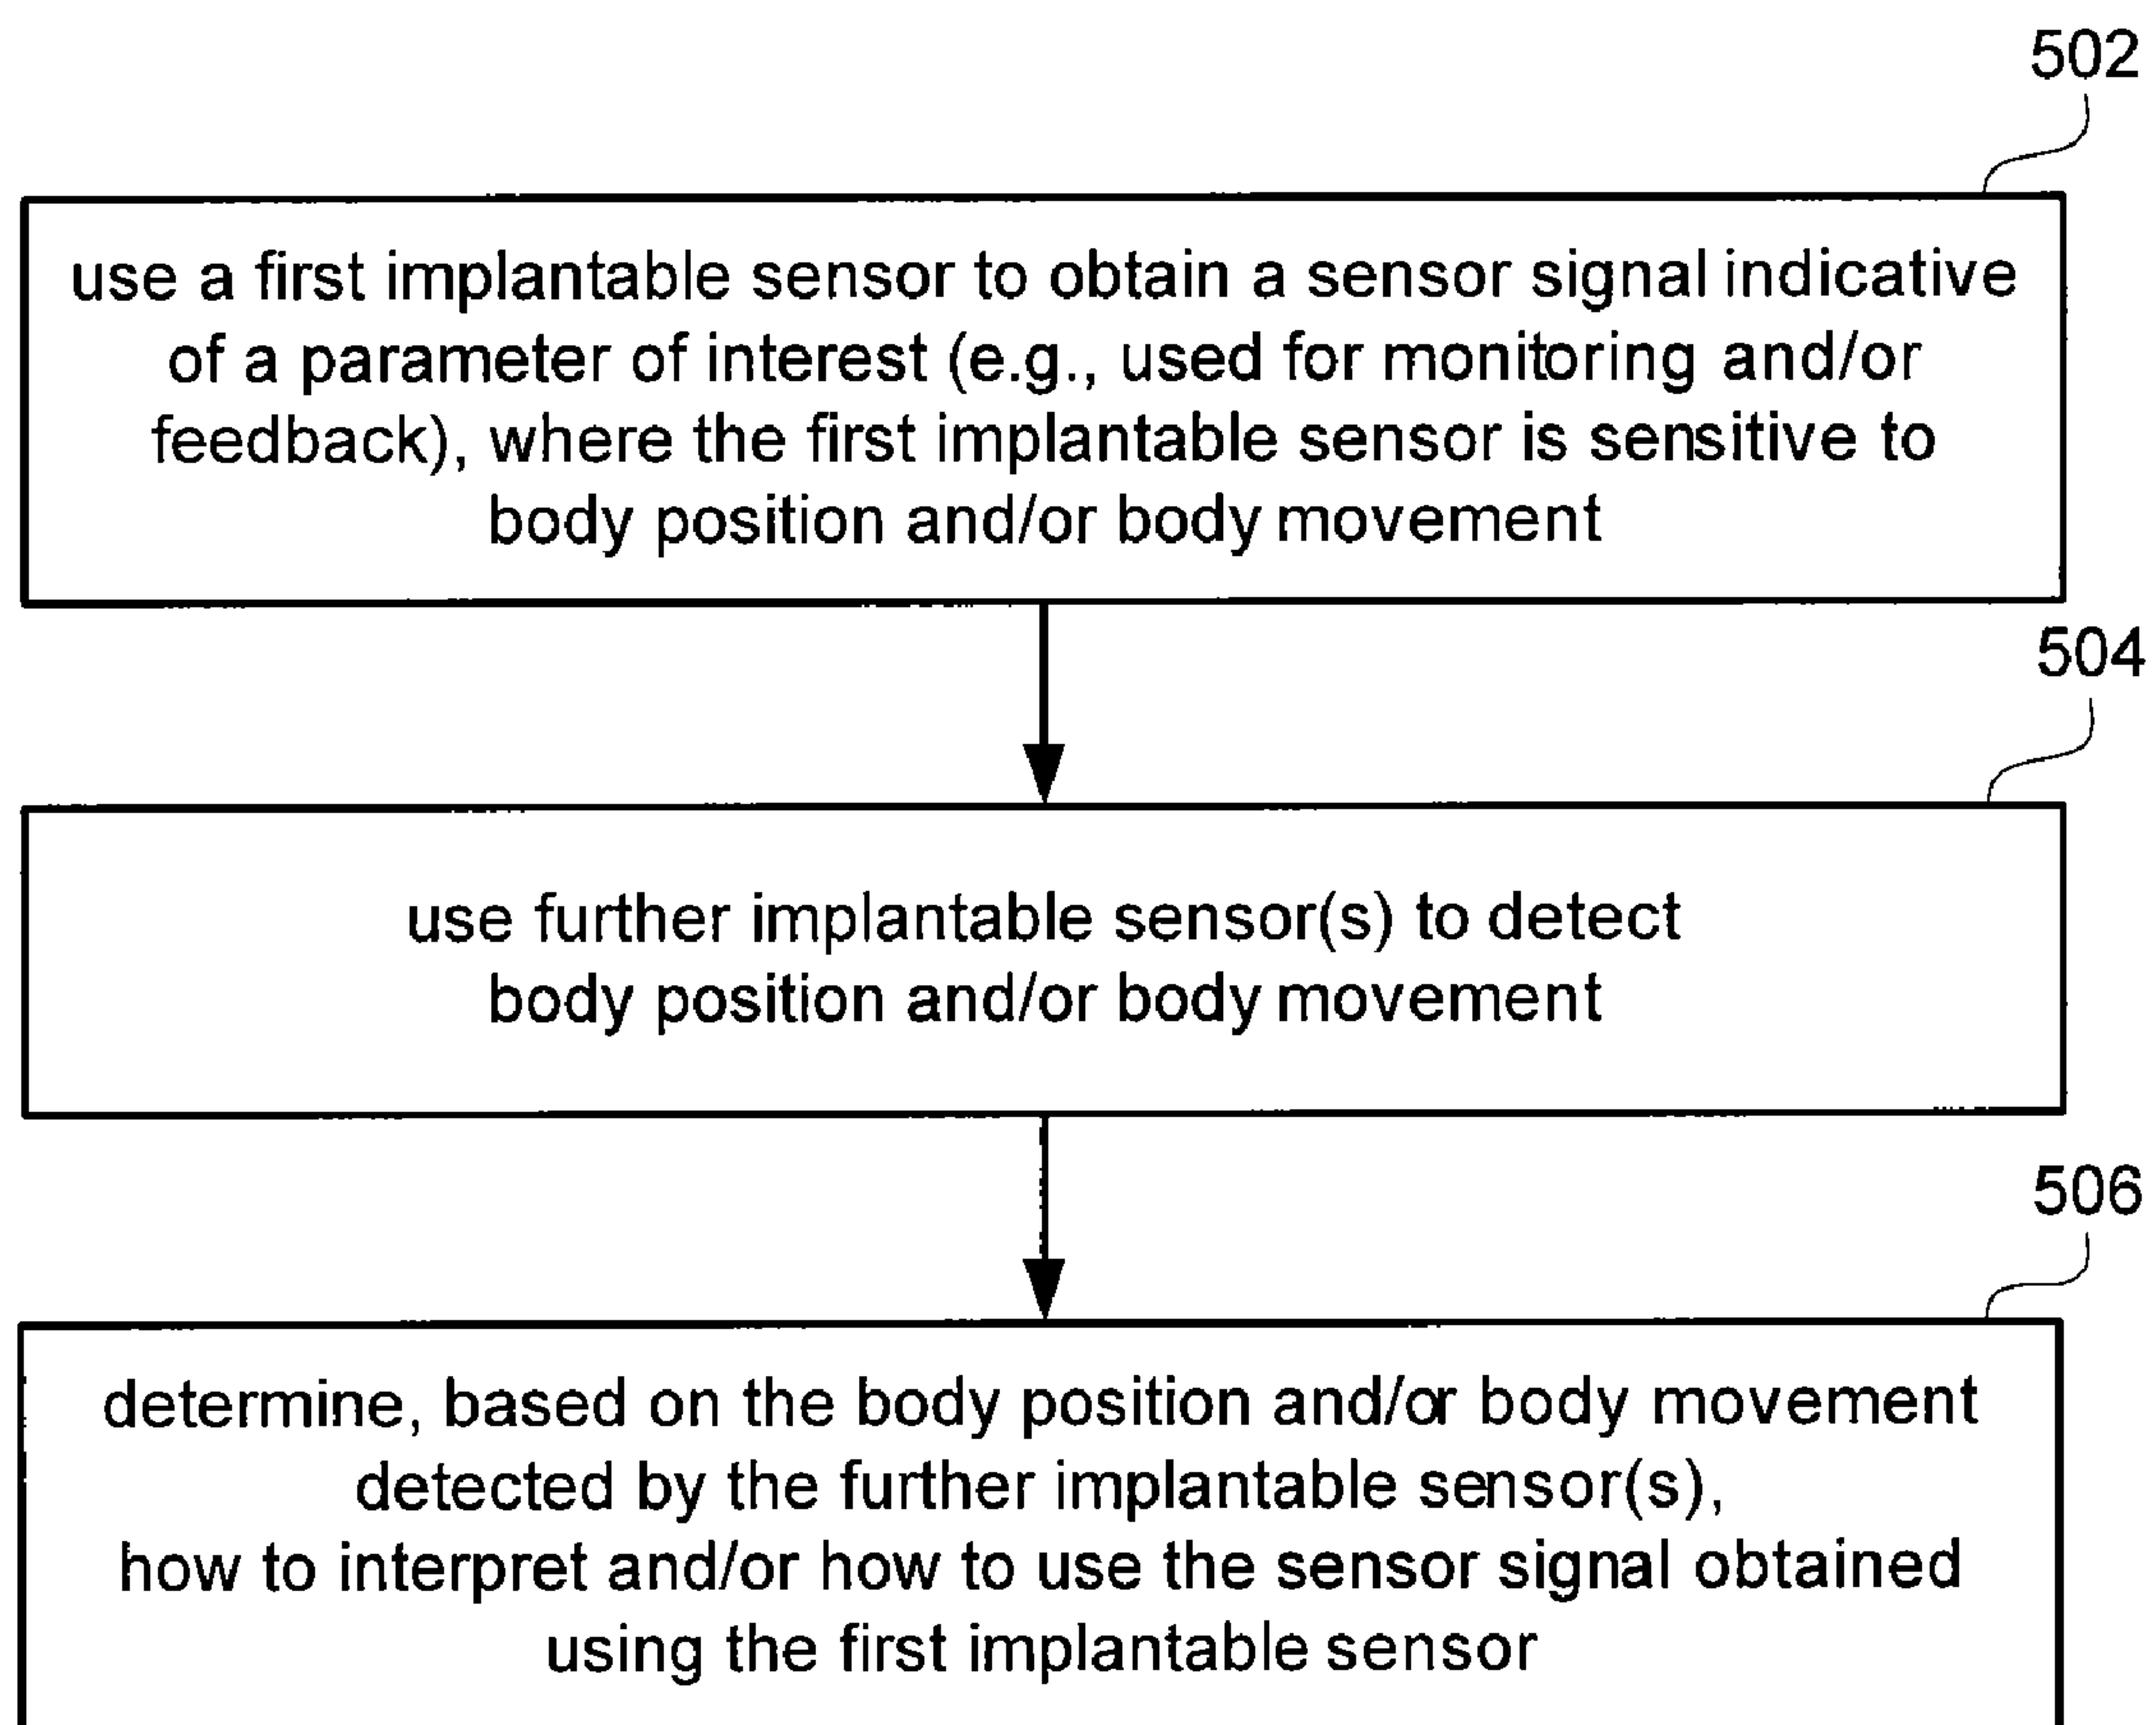 502
use a first implantable sensor to obtain a sensor signal indicative
of a parameter of interest (e.g., used for monitoring and/or
feedback), where the first implantable sensor is sensitive to
body position and/or body movement
504
use further implantable sensor(s) to detect
body position and/or body movement
506
determine, based on the body position and/or body movement
detected by the further implantable sensor(s),
how to interpret and/or how to use the sensor signal obtained
using the first implantable sensor